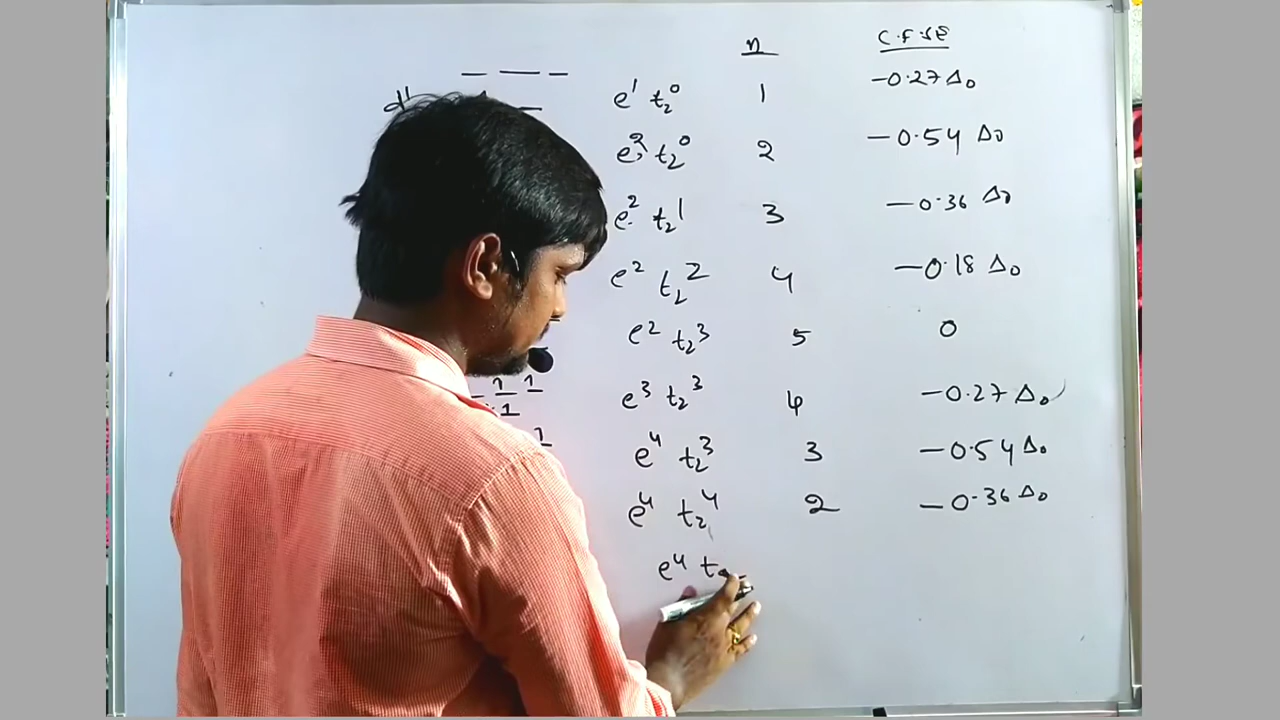 n C.F.S.E
d¹ e¹ t₂⁰ 1 -0.27 Δ₀
e² t₂⁰ 2 -0.54 Δ₀
e² t₂¹ 3 -0.36 Δ₀
e² t₂² 4 -0.18 Δ₀
e² t₂³ 5 0
e³ t₂³ 4 -0.27 Δ₀
e⁴ t₂³ 3 -0.54 Δ₀
e⁴ t₂⁴ 2 -0.36 Δ₀
e⁴ t